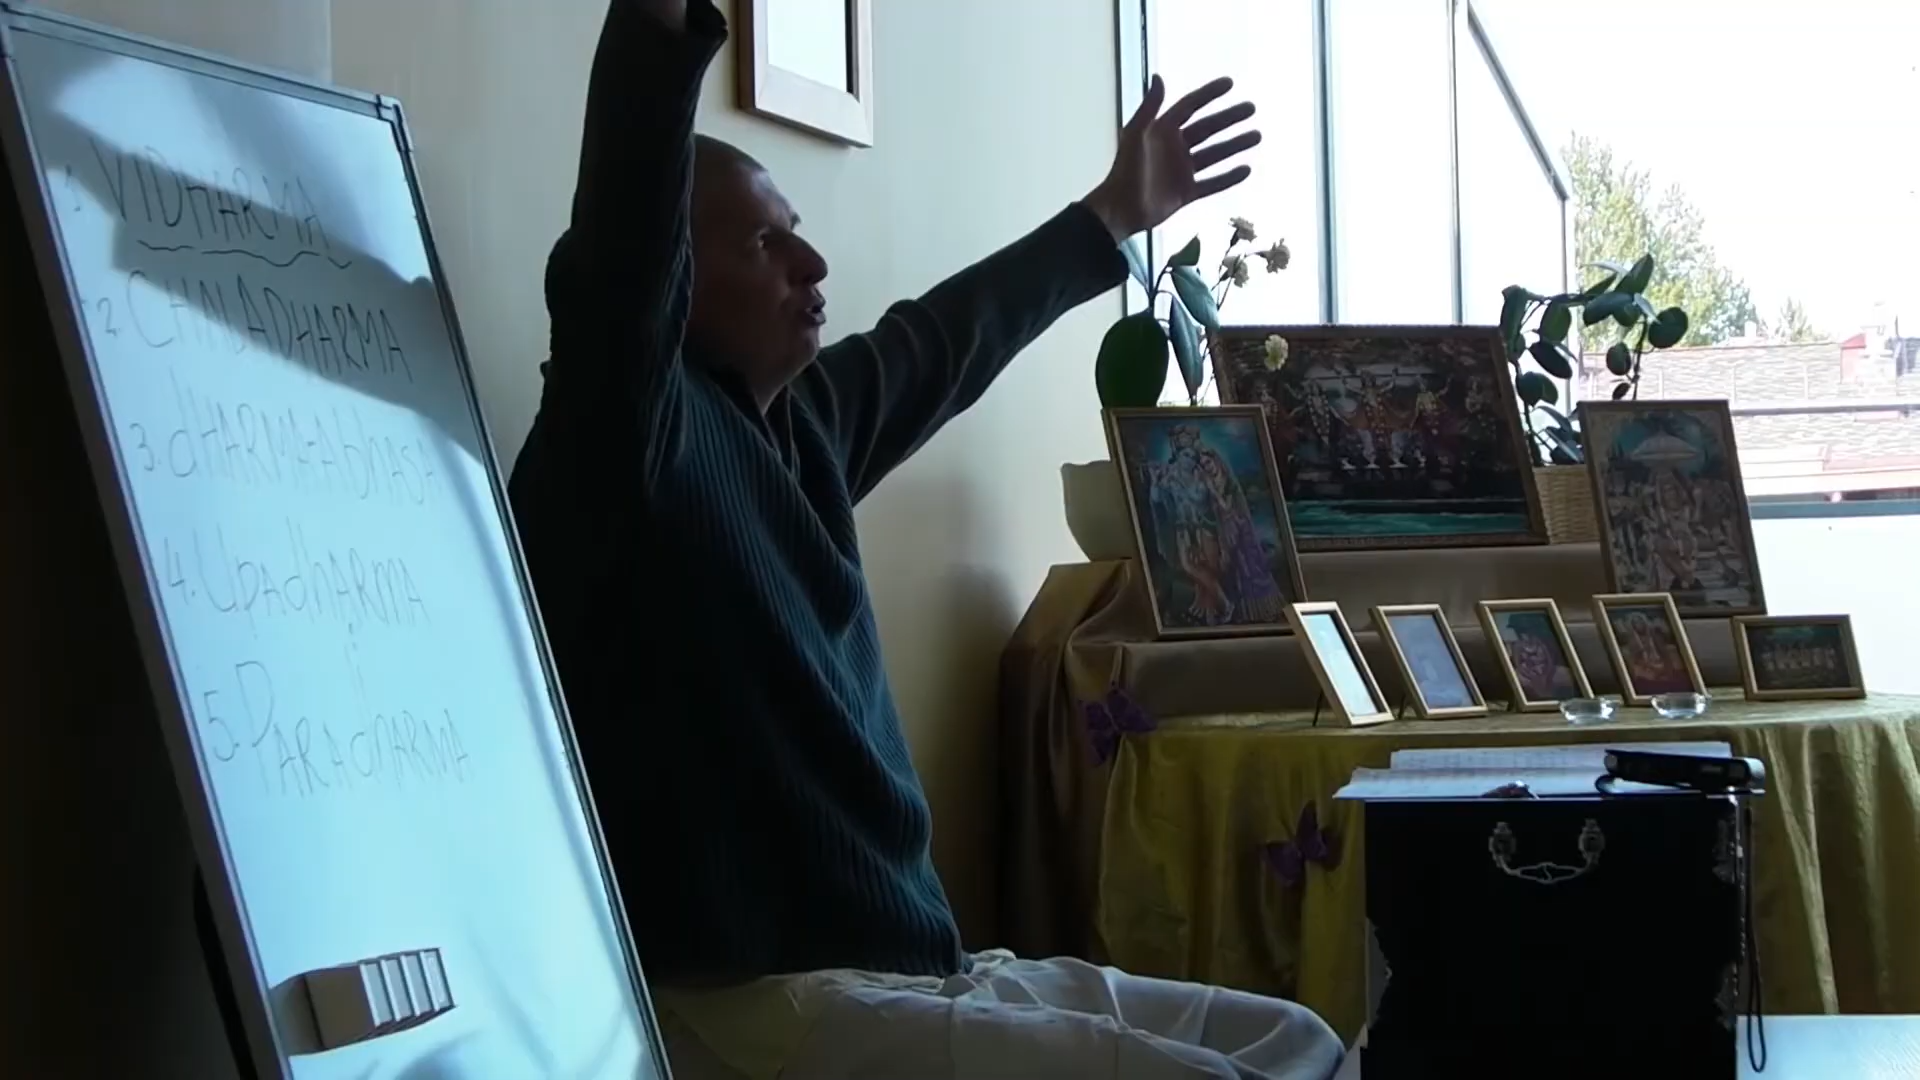 1. VIDHARMA
2. CHALADHARMA
3. dHARMA-AbhASA
4. UpAdhARMA
5. PARAdhARMA